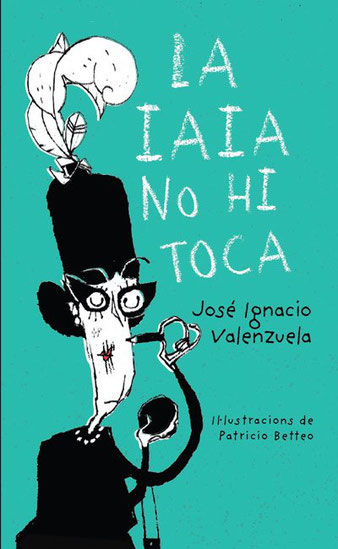 LA
IAIA
NO HI
TOCA
José Ignacio
Valenzuela
Il·lustracions de
Patricio Betteo